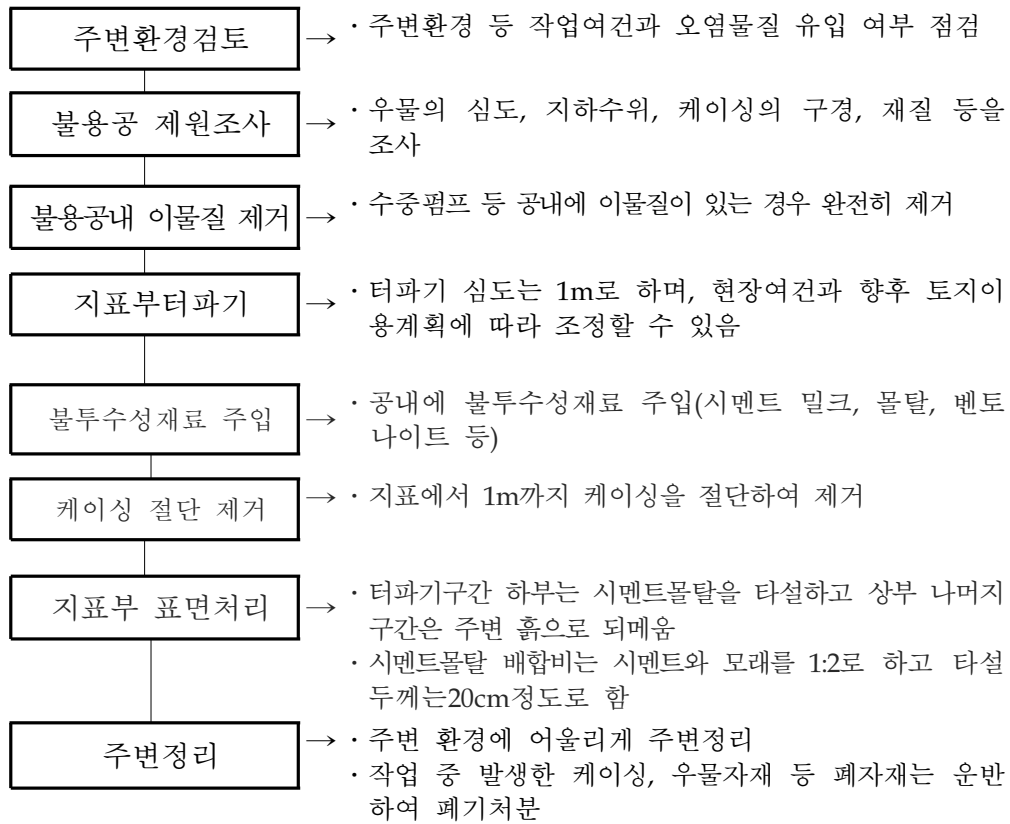 주변환경검토 → · 주변환경 등 작업여건과 오염물질 유입 여부 점검
불용공 제원조사 → · 우물의 심도, 지하수위, 케이싱의 구경, 재질 등을
조사
불용공내 이물질 제거 → · 수중펌프 등 공내에 이물질이 있는 경우 완전히 제거
지표부터파기 → · 터파기 심도는 1m로 하며, 현장여건과 향후 토지이
용계획에 따라 조정할 수 있음
불투수성재료 주입 → · 공내에 불투수성재료 주입(시멘트 밀크, 몰탈, 벤토
나이트 등)
케이싱 절단 제거 → · 지표에서 1m까지 케이싱을 절단하여 제거
지표부 표면처리 → · 터파기구간 하부는 시멘트몰탈을 타설하고 상부 나머지
구간은 주변 흙으로 되메움
· 시멘트몰탈 배합비는 시멘트와 모래를 1:2로 하고 타설
두께는20cm정도로 함
주변정리 → · 주변 환경에 어울리게 주변정리
· 작업 중 발생한 케이싱, 우물자재 등 폐자재는 운반
하여 폐기처분